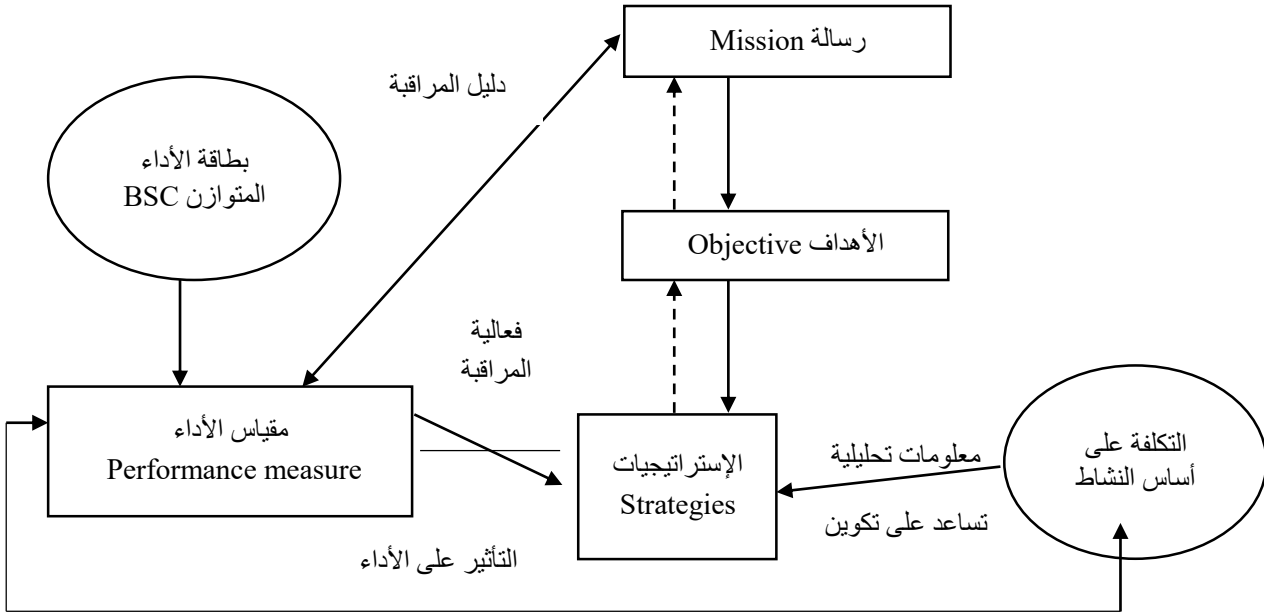 رسالة Mission
دليل المراقبة
بطاقة الأداء
المتوازن BSC
الأهداف Objective
فعالية
المراقبة
مقياس الأداء
Performance measure
الإستراتيجيات
Strategies
معلومات تحليلية
تساعد على تكوين
التكلفة على
أساس النشاط
التأثير على الأداء